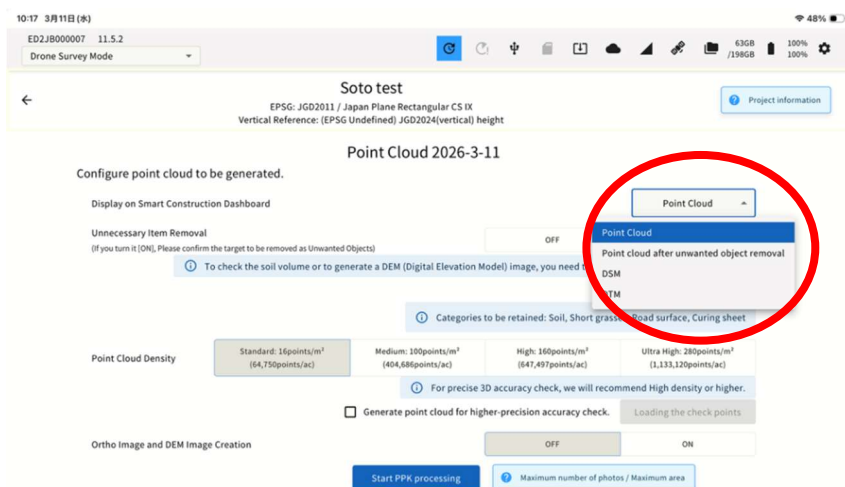 10:17 3月11日(水)
48%
ED2JB000007 11.5.2
Drone Survey Mode
63GB
/198GB
100%
100%
Soto test
EPSG: JGD2011 / Japan Plane Rectangular CS IX
Vertical Reference: (EPSG Undefined) JGD2024(vertical) height
Project information
Point Cloud 2026-3-11
Configure point cloud to be generated.
Display on Smart Construction Dashboard
Point Cloud
Point Cloud
Point cloud after unwanted object removal
DSM
DTM
Unnecessary Item Removal
(If you turn it [ON], Please confirm the target to be removed as Unwanted Objects)
OFF
To check the soil volume or to generate a DEM (Digital Elevation Model) image, you need
Categories to be retained: Soil, Short grasses, Road surface, Curing sheet
Point Cloud Density
Standard: 16points/m²
(64,750points/ac)
Medium: 100points/m²
(404,686points/ac)
High: 160points/m²
(647,497points/ac)
Ultra High: 280points/m²
(1,133,120points/ac)
For precise 3D accuracy check, we will recommend High density or higher.
Generate point cloud for higher-precision accuracy check.
Loading the check points
Ortho Image and DEM Image Creation
OFF
ON
Start PPK processing
Maximum number of photos / Maximum area